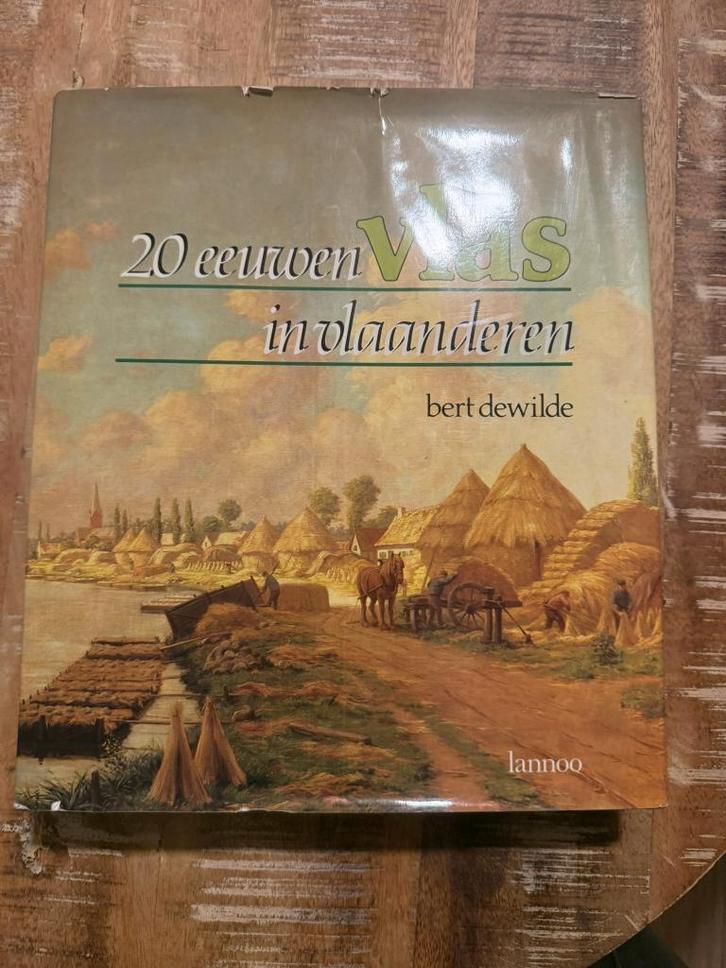 20 eeuwen vlas
in vlaanderen
bert dewilde
lannoo